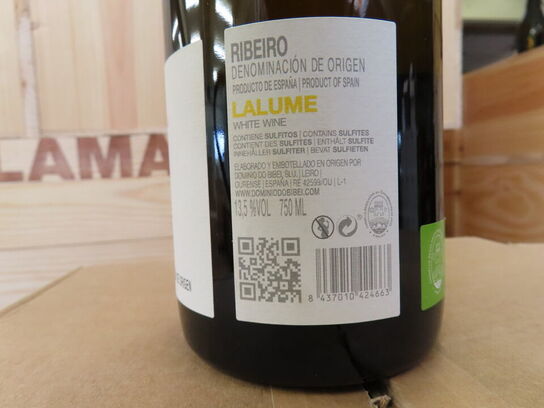 RIBEIRO
DENOMINACIÓN DE ORIGEN
PRODUCTO DE ESPAÑA | PRODUCT OF SPAIN
LALUME
WHITE WINE
CONTIENE SULFITOS | CONTAINS SULFITES
CONTIENT DES SULFITES | ENTHÄLT SULFITE
INNEHÅLLER SULFITER | BEVAT SULFIETEN
ELABORADO Y EMBOTELLADO EN ORIGEN POR
DOMINIO DO BIBEI, SLU. | LEIRO |
OURENSE | ESPAÑA | RE 42599/OU | L-1
WWW.DOMINIODOBIBEI.COM
13,5 %VOL 750 ML
8 437010 424663
LAMA